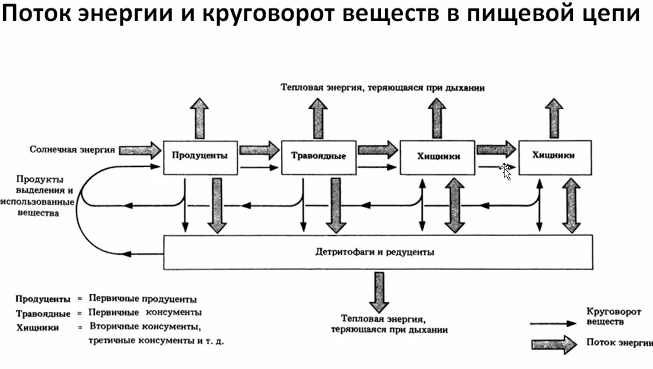 Поток энергии и круговорот веществ в пищевой цепи
Тепловая энергия, теряющаяся при дыхании
Солнечная энергия
Продуценты
Травоядные
Хищники
Хищники
Продукты
выделения и
использованные
вещества
Детритофаги и редуценты
Продуценты = Первичные продуценты
Травоядные = Первичные консументы
Хищники = Вторичные консументы,
третичные консументы и т. д.
Тепловая энергия,
теряющаяся при дыхании
Круговорот
веществ
Поток энергии